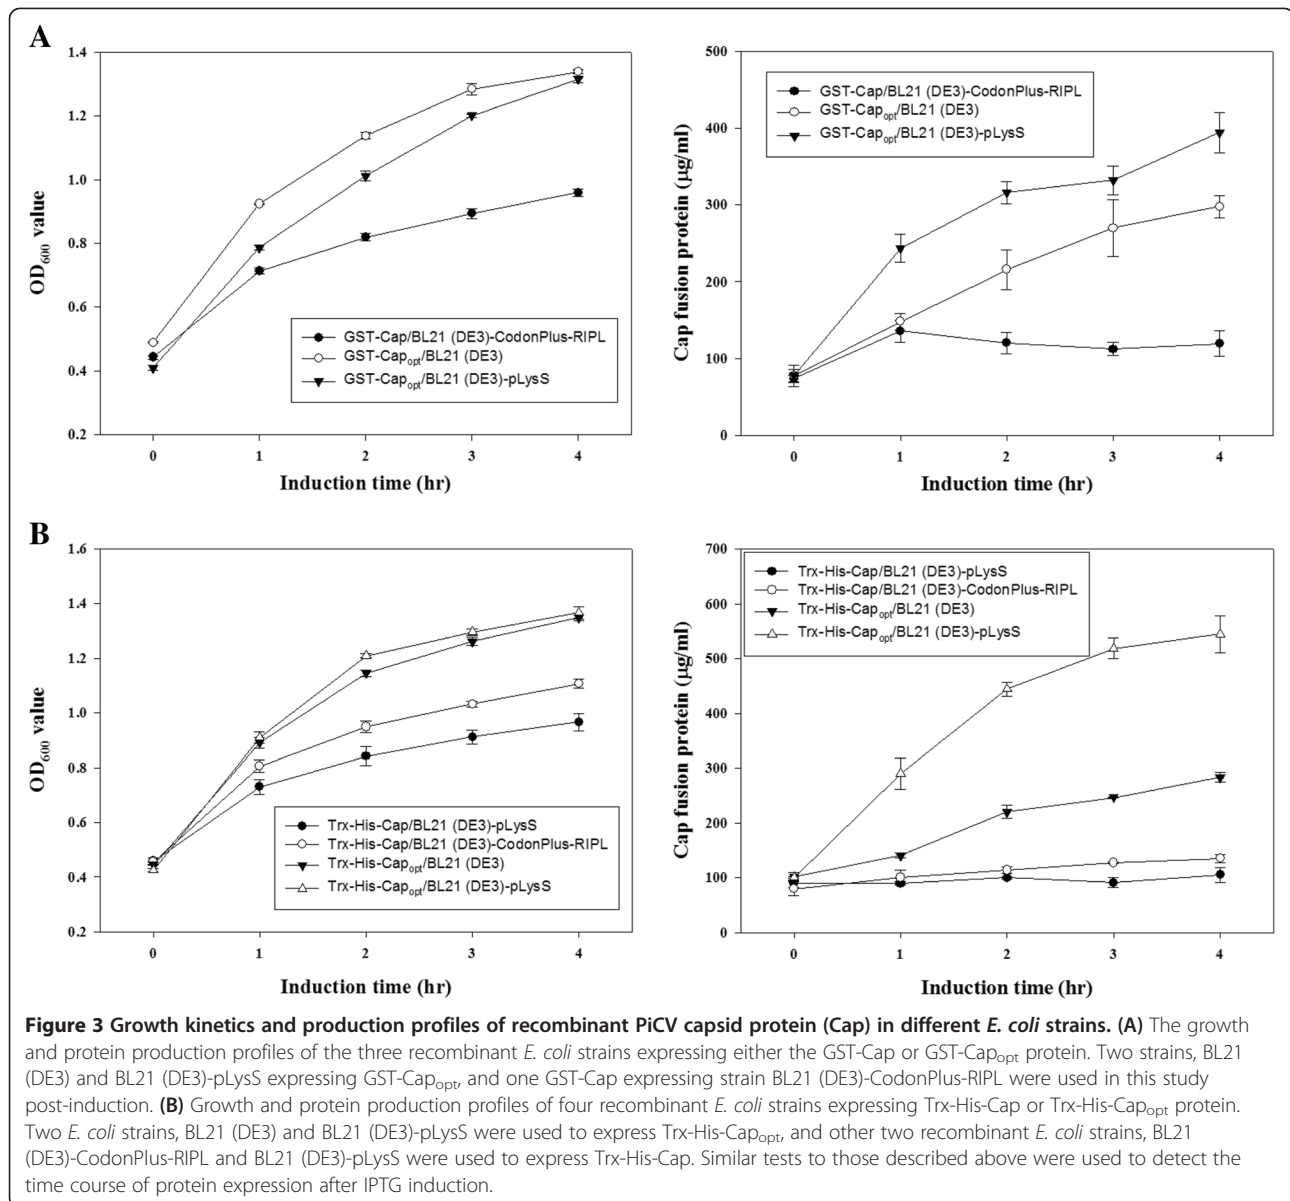 A
1.4
1.2
1.0
0.8
0.6
0.4
0.2
OD600 value
0 1 2 3 4
Induction time (hr)
GST-Cap/BL21 (DE3)-CodonPlus-RIPL
GST-Capopt/BL21 (DE3)
GST-Capopt/BL21 (DE3)-pLysS
500
400
300
200
100
0
Cap fusion protein (µg/ml)
0 1 2 3 4
Induction time (hr)
GST-Cap/BL21 (DE3)-CodonPlus-RIPL
GST-Capopt/BL21 (DE3)
GST-Capopt/BL21 (DE3)-pLysS
B
1.6
1.4
1.2
1.0
0.8
0.6
0.4
0.2
OD600 value
0 1 2 3 4
Induction time (hr)
Trx-His-Cap/BL21 (DE3)-pLysS
Trx-His-Cap/BL21 (DE3)-CodonPlus-RIPL
Trx-His-Capopt/BL21 (DE3)
Trx-His-Capopt/BL21 (DE3)-pLysS
700
600
500
400
300
200
100
0
Cap fusion protein (µg/ml)
0 1 2 3 4
Induction time (hr)
Trx-His-Cap/BL21 (DE3)-pLysS
Trx-His-Cap/BL21 (DE3)-CodonPlus-RIPL
Trx-His-Capopt/BL21 (DE3)
Trx-His-Capopt/BL21 (DE3)-pLysS
Figure 3 Growth kinetics and production profiles of recombinant PiCV capsid protein (Cap) in different E. coli strains. (A) The growth
and protein production profiles of the three recombinant E. coli strains expressing either the GST-Cap or GST-Capopt protein. Two strains, BL21
(DE3) and BL21 (DE3)-pLysS expressing GST-Capopt, and one GST-Cap expressing strain BL21 (DE3)-CodonPlus-RIPL were used in this study
post-induction. (B) Growth and protein production profiles of four recombinant E. coli strains expressing Trx-His-Cap or Trx-His-Capopt protein.
Two E. coli strains, BL21 (DE3) and BL21 (DE3)-pLysS were used to express Trx-His-Capopt, and other two recombinant E. coli strains, BL21
(DE3)-CodonPlus-RIPL and BL21 (DE3)-pLysS were used to express Trx-His-Cap. Similar tests to those described above were used to detect the
time course of protein expression after IPTG induction.